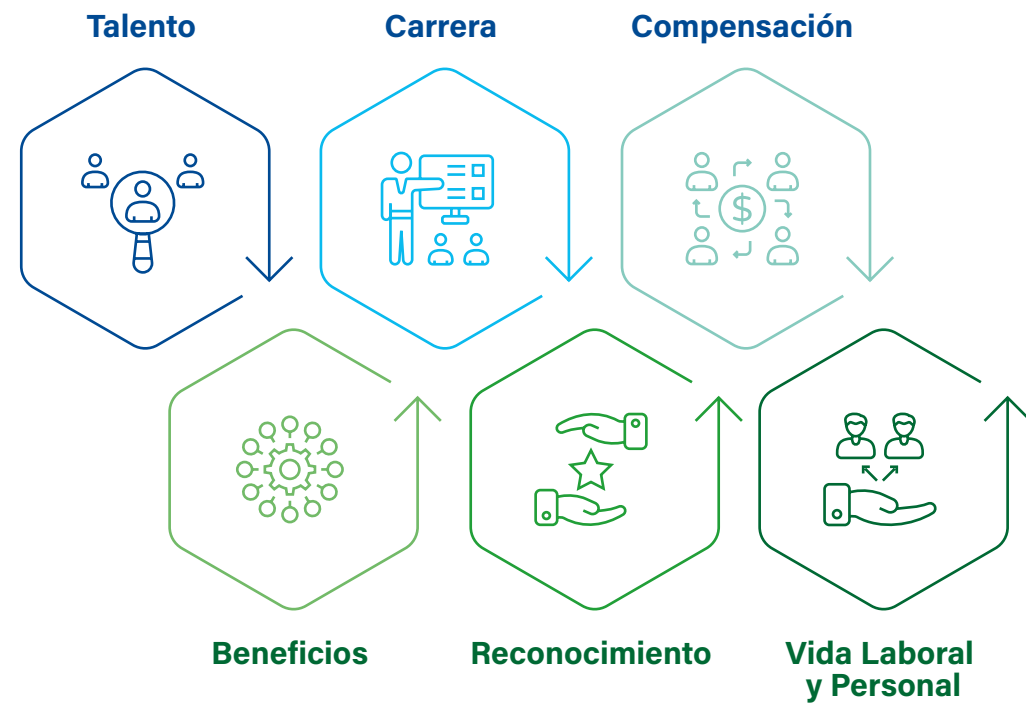 Talento
Carrera
Compensación
$
Beneficios
Reconocimiento
Vida Laboral
y Personal